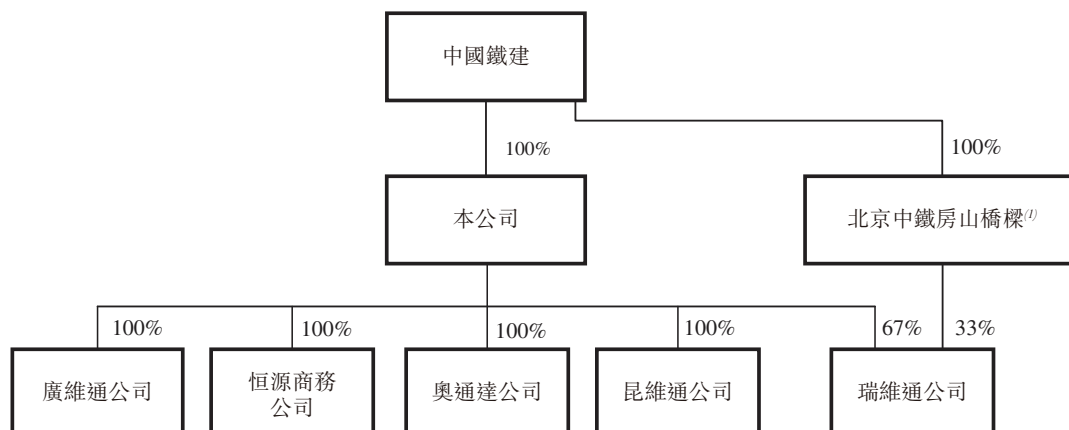 中國鐵建
100%
100%
本公司
北京中鐵房山橋樑(1)
100%
100%
100%
100%
67%
33%
廣維通公司
恒源商務
公司
奧通達公司
昆維通公司
瑞維通公司